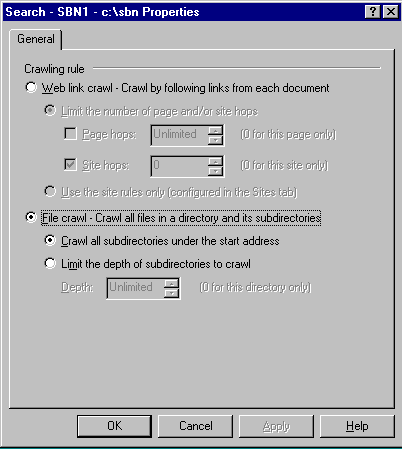 Search - SBN1 - c:\sbn Properties
General
Crawling rule
Web link crawl - Crawl by following links from each document
Limit the number of page and/or site hops
Page hops: Unlimited (0 for this page only)
Site hops: 0 (0 for this site only)
Use the site rules only (configured in the Sites tab)
File crawl - Crawl all files in a directory and its subdirectories
Crawl all subdirectories under the start address
Limit the depth of subdirectories to crawl
Depth: Unlimited (0 for this directory only)
OK Cancel Apply Help